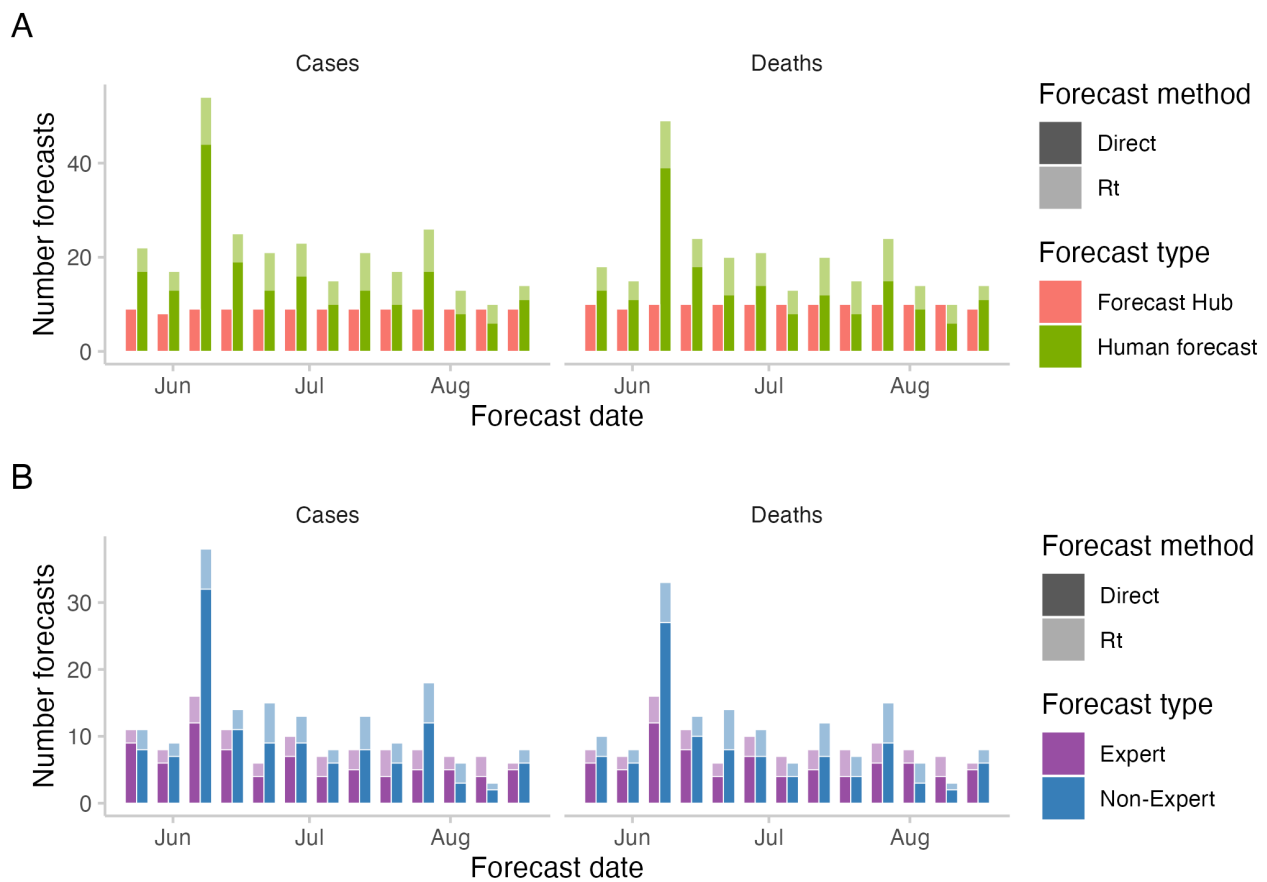 A
Cases
Deaths
Number forecasts
40
20
0
Jun
Jul
Aug
Jun
Jul
Aug
Forecast date
Forecast method
Direct
Rt
Forecast type
Forecast Hub
Human forecast
B
Cases
Deaths
Number forecasts
30
20
10
0
Jun
Jul
Aug
Jun
Jul
Aug
Forecast date
Forecast method
Direct
Rt
Forecast type
Expert
Non-Expert